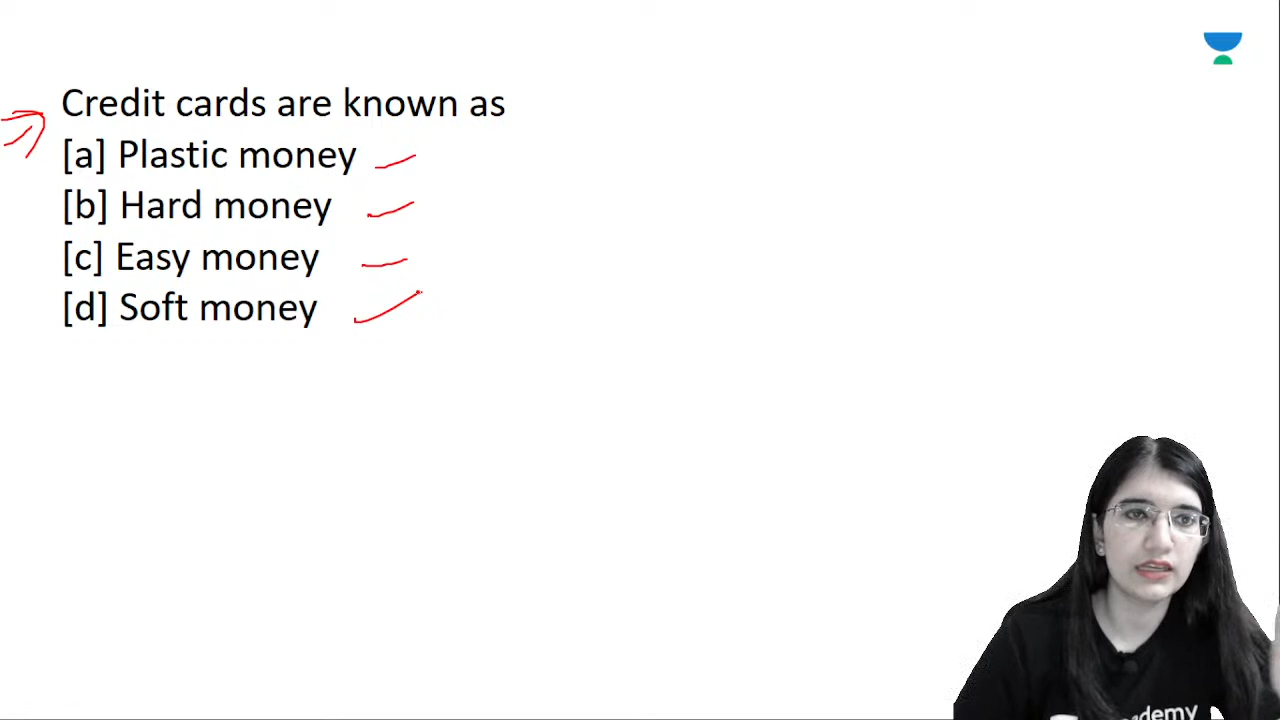 Credit cards are known as
[a] Plastic money
[b] Hard money
[c] Easy money
[d] Soft money